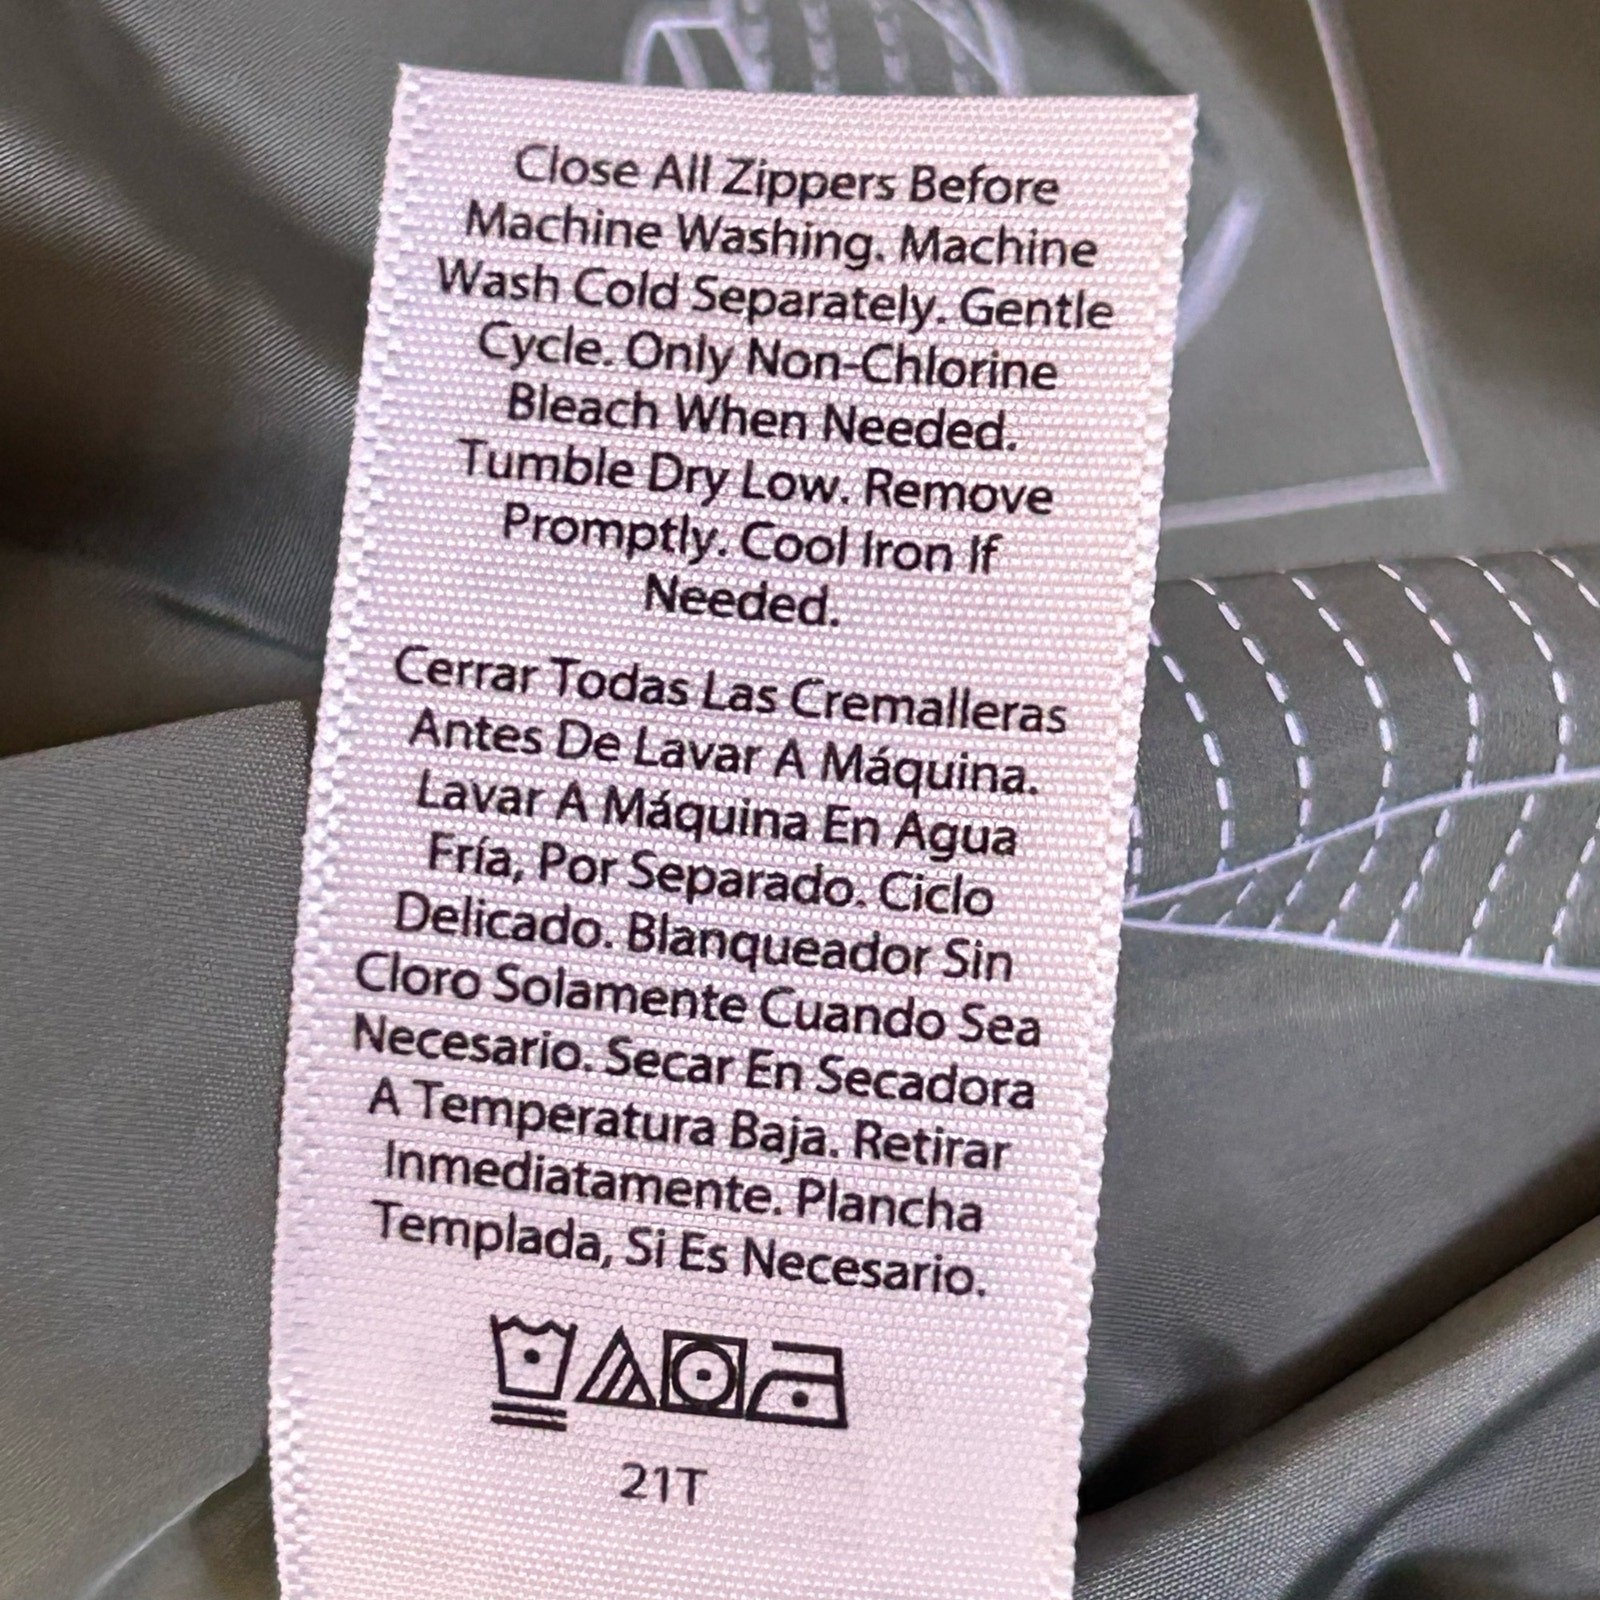 Close All Zippers Before
Machine Washing. Machine
Wash Cold Separately. Gentle
Cycle. Only Non-Chlorine
Bleach When Needed.
Tumble Dry Low. Remove
Promptly. Cool Iron If
Needed.
Cerrar Todas Las Cremalleras
Antes De Lavar A Máquina.
Lavar A Máquina En Agua
Fría, Por Separado. Ciclo
Delicado. Blanqueador Sin
Cloro Solamente Cuando Sea
Necesario. Secar En Secadora
A Temperatura Baja. Retirar
Inmediatamente. Plancha
Templada, Si Es Necesario.
21T